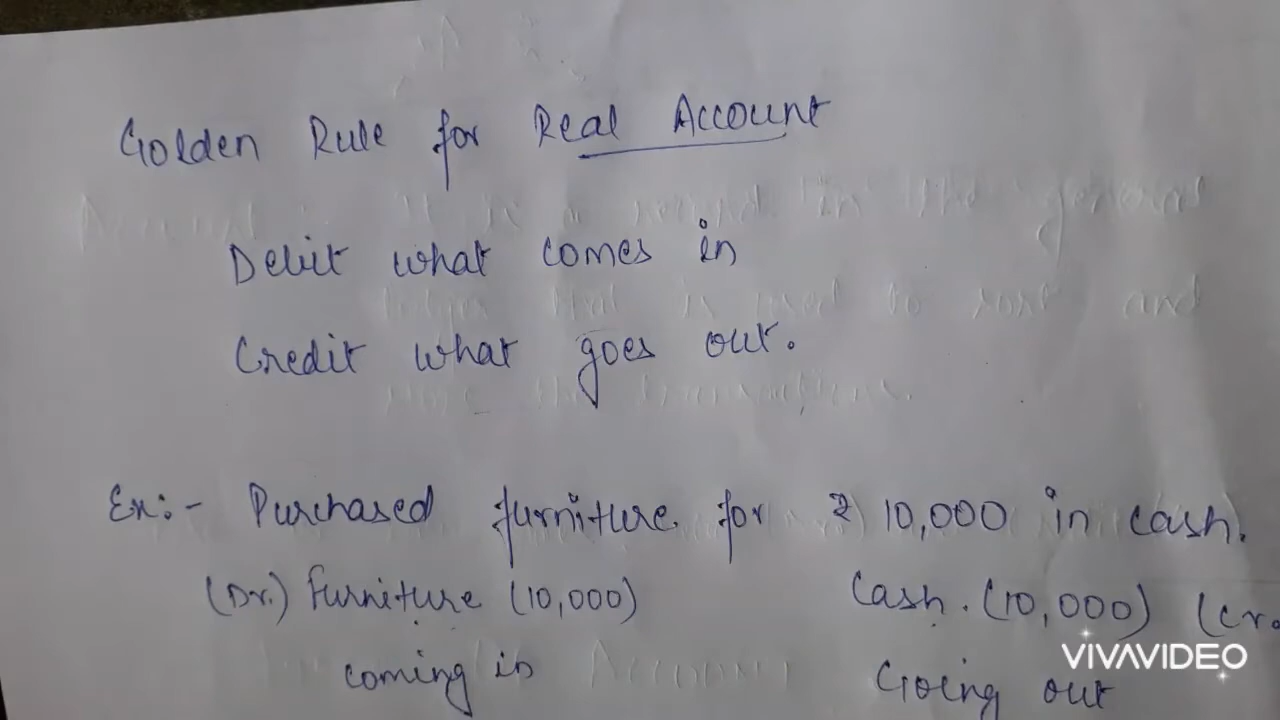 Golden Rule for Real Account
Debit what comes in
Credit what goes out.
Ex:- Purchased furniture for ₹ 10,000 in cash.
(Dr.) Furniture (10,000) Cash. (10,000) (cr.
coming in Going out
VIVAVIDEO